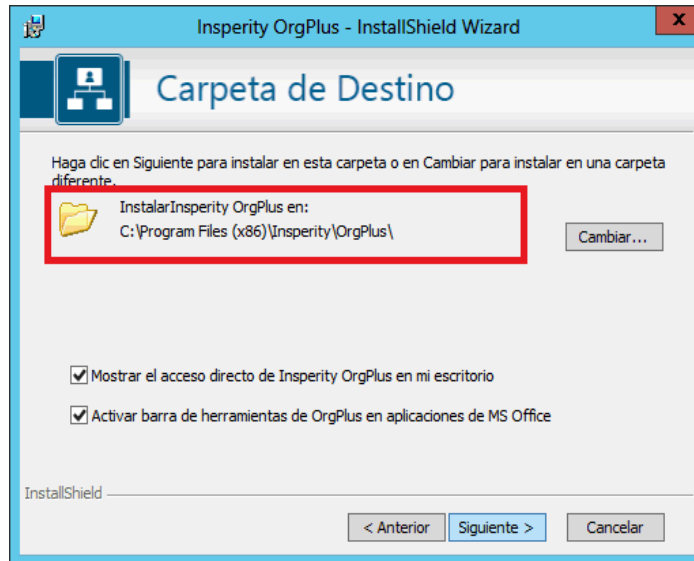 Insperity OrgPlus - InstallShield Wizard
x
Carpeta de Destino
Haga clic en Siguiente para instalar en esta carpeta o en Cambiar para instalar en una carpeta
diferente.
InstalarInsperity OrgPlus en:
C:\Program Files (x86)\Insperity\OrgPlus\
Cambiar...
Mostrar el acceso directo de Insperity OrgPlus en mi escritorio
Activar barra de herramientas de OrgPlus en aplicaciones de MS Office
InstallShield
< Anterior
Siguiente >
Cancelar